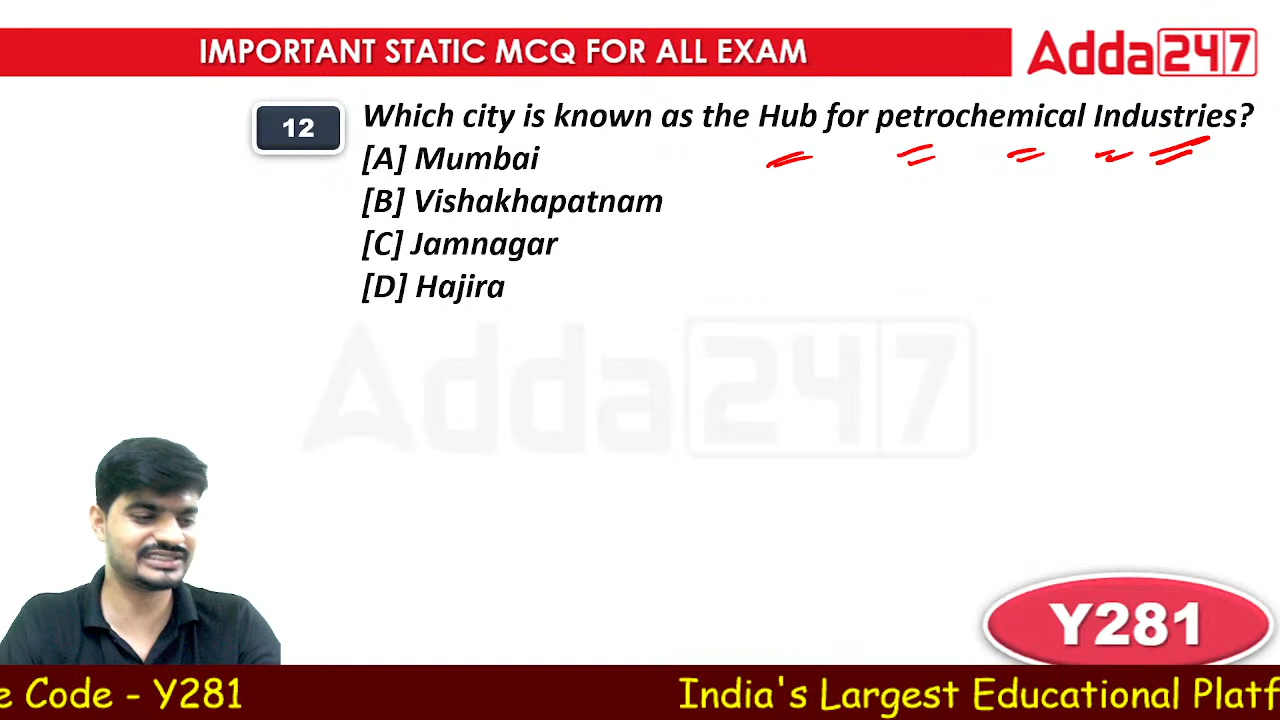 IMPORTANT STATIC MCQ FOR ALL EXAM
Adda247
12
Which city is known as the Hub for petrochemical Industries?
[A] Mumbai
[B] Vishakhapatnam
[C] Jamnagar
[D] Hajira
Adda247
Y281
e Code - Y281
India's Largest Educational Platf